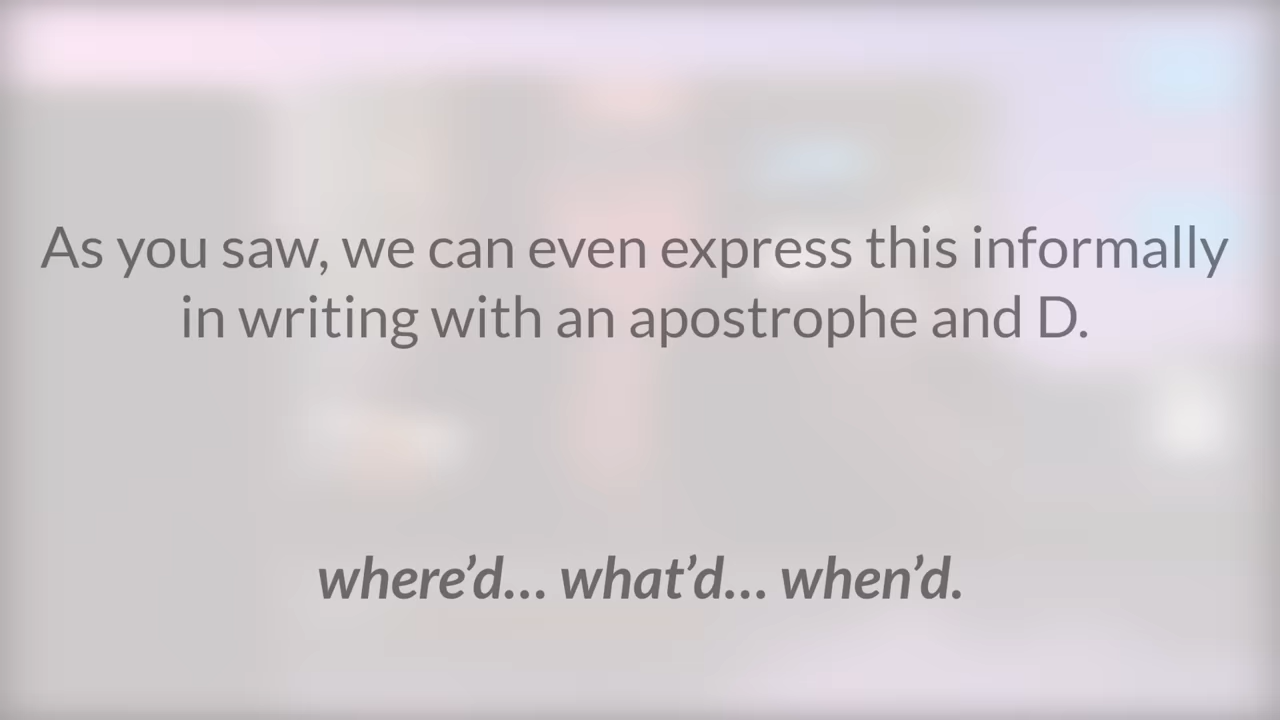 As you saw, we can even express this informally
in writing with an apostrophe and D.
where’d... what’d... when’d.